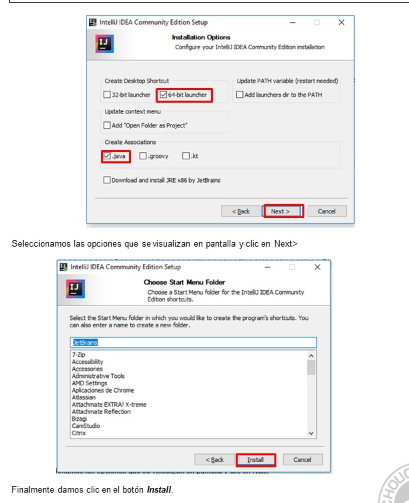 IntelliJ IDEA Community Edition Setup
Installation Options
Configure your IntelliJ IDEA Community Edition installation
Create Desktop Shortcut
Update PATH variable (restart needed)
32-bit launcher
64-bit launcher
Add launchers dir to the PATH
Update context menu
Add "Open Folder as Project"
Create Associations
.java
.groovy
.kt
Download and install JRE x86 by JetBrains
< Back
Next >
Cancel
Seleccionamos las opciones que se visualizan en pantalla y clic en Next>
IntelliJ IDEA Community Edition Setup
Choose Start Menu Folder
Choose a Start Menu folder for the IntelliJ IDEA Community
Edition shortcuts.
Select the Start Menu folder in which you would like to create the program's shortcuts. You
can also enter a name to create a new folder.
JetBrains
7-Zip
Accessibility
Accessories
Administrative Tools
AMD Settings
Aplicaciones de Chrome
Atlassian
Attachmate EXTRA! X-treme
Attachmate Reflection
Bizagi
CamStudio
Citrix
< Back
Install
Cancel
Finalmente damos clic en el botón Install.